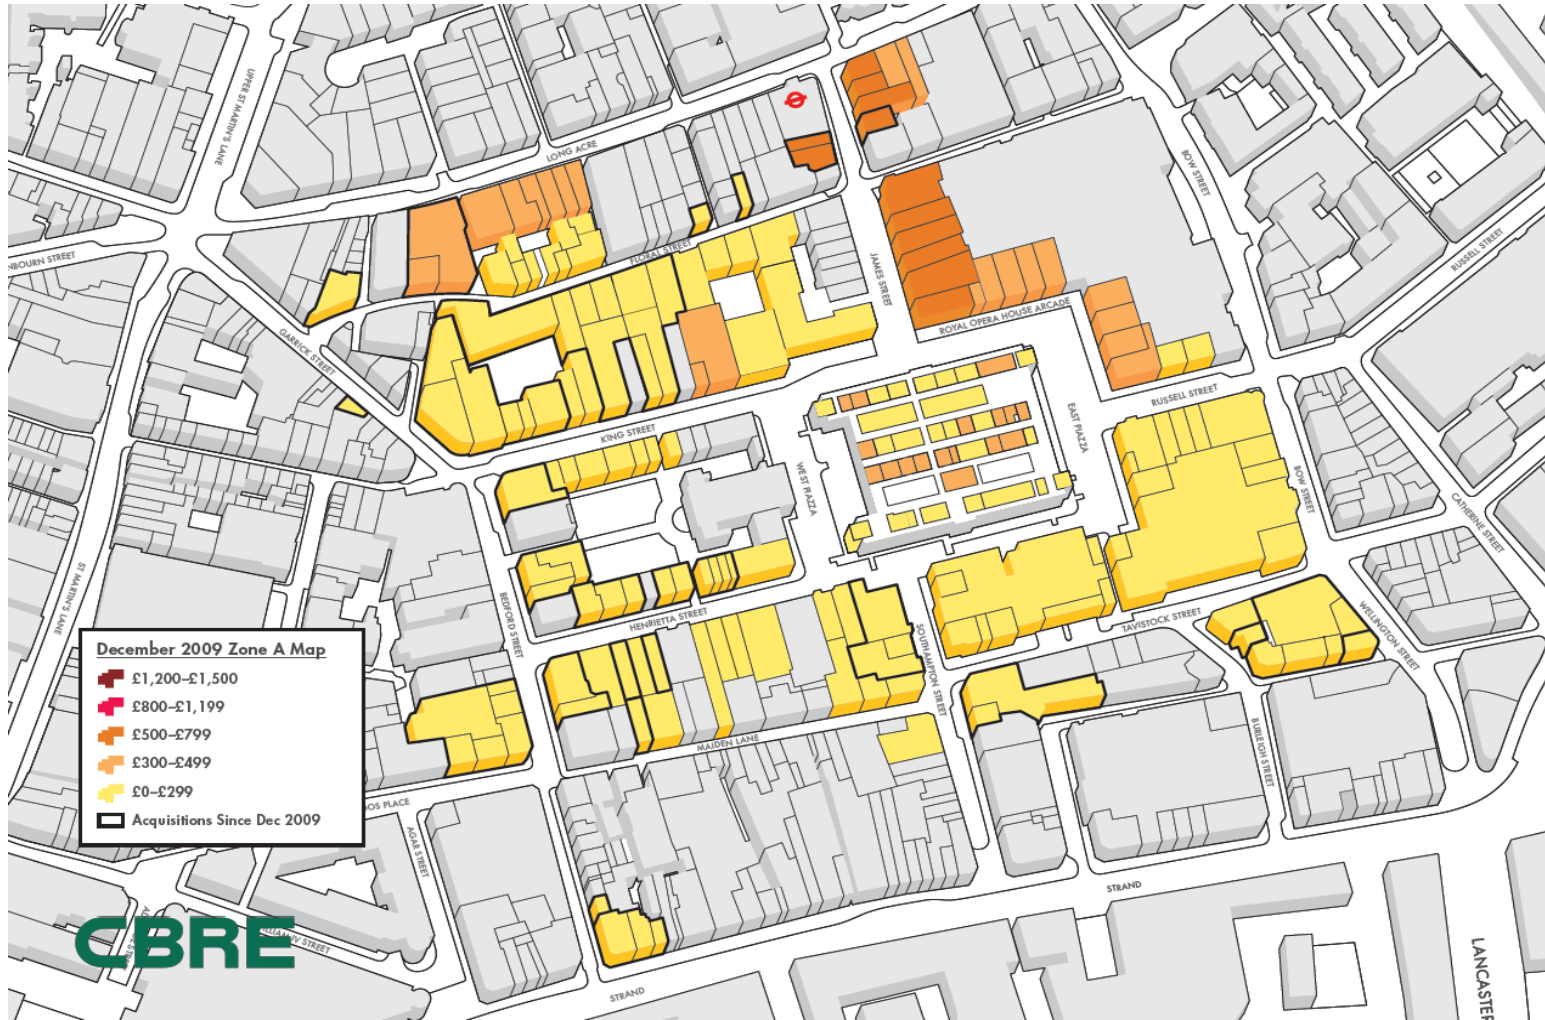 LONG ACRE
UPPER ST MARTIN'S LANE
BOW STREET
NBOURN STREET
FLORAL STREET
JAMES STREET
RUSSELL STREET
ROYAL OPERA HOUSE ARCADE
GARRICK STREET
RUSSELL STREET
KING STREET
EAST PIAZZA
WEST PIAZZA
BOW STREET
CATHERINE STREET
ST MARTIN'S LANE
BEDFORD STREET
HENRIETTA STREET
SOUTHAMPTON STREET
TAVISTOCK STREET
WELLINGTON STREET
December 2009 Zone A Map
£1,200–£1,500
£800–£1,199
£500–£799
£300–£499
£0–£299
Acquisitions Since Dec 2009
MAIDEN LANE
BURLEIGH STREET
OS PLACE
AGAR STREET
STRAND
STREET
CBRE
STRAND
LANCASTER